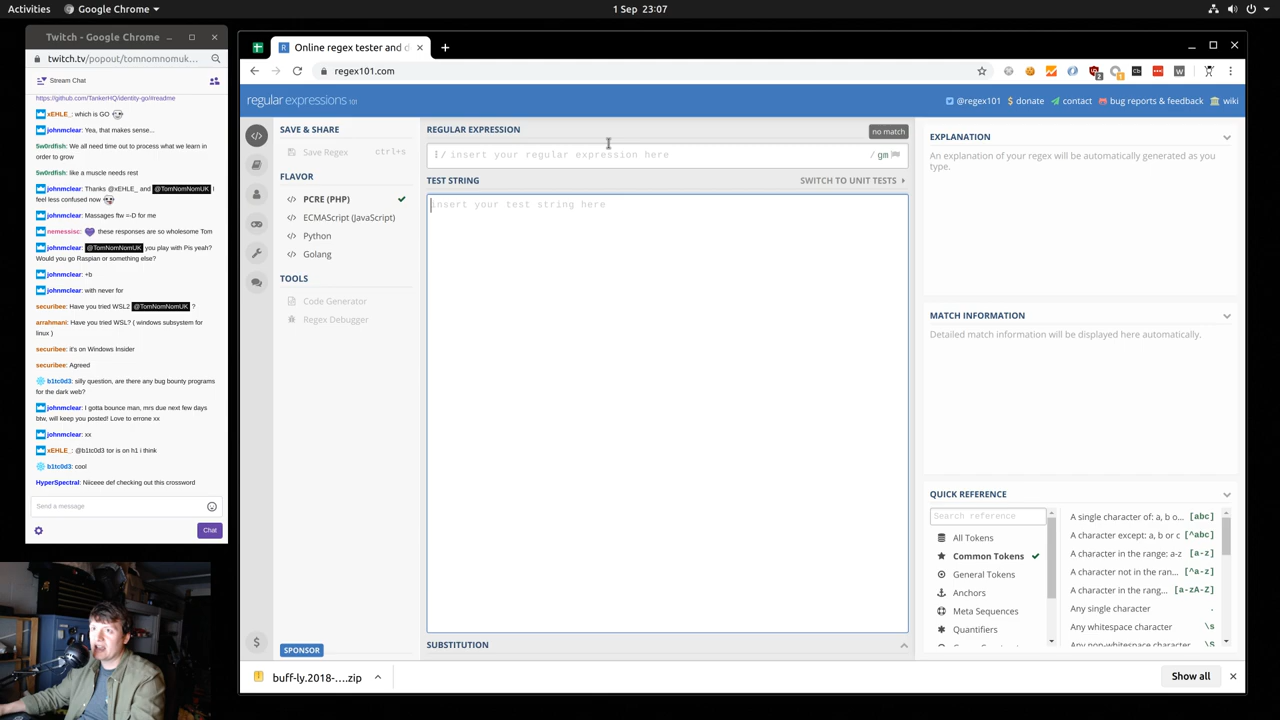 Activities
Google Chrome
1 Sep 23:07
Twitch - Google Chrome
twitch.tv/popout/tomnomnomuk...
Stream Chat
https://github.com/TankerHQ/identity-go/#readme
xEHLE_: which is GO
johnmclear: Yea, that makes sense...
5w0rdfish: We all need time out to process what we learn in
order to grow
5w0rdfish: like a muscle needs rest
johnmclear: Thanks @xEHLE_ and @TomNomNomUK I
feel less confused now
johnmclear: Massages ftw =-D for me
nemessisc: these responses are so wholesome Tom
johnmclear: @TomNomNomUK you play with Pis yeah?
Would you go Raspian or something else?
johnmclear: +b
johnmclear: with never for
securibee: Have you tried WSL2 @TomNomNomUK ?
arrahmani: Have you tried WSL? ( windows subsystem for
linux )
securibee: it's on Windows Insider
securibee: Agreed
b1tc0d3: silly question, are there any bug bounty programs
for the dark web?
johnmclear: I gotta bounce man, mrs due next few days
btw, will keep you posted! Love to errone xx
johnmclear: xx
xEHLE_: @b1tc0d3 tor is on h1 i think
b1tc0d3: cool
HyperSpectral: Niiceee def checking out this crossword
Send a message
Chat
Online regex tester and d
regex101.com
regular expressions 101
@regex101
donate
contact
bug reports & feedback
wiki
SAVE & SHARE
Save Regex ctrl+s
FLAVOR
</> PCRE (PHP)
</> ECMAScript (JavaScript)
</> Python
</> Golang
TOOLS
Code Generator
Regex Debugger
SPONSOR
REGULAR EXPRESSION
no match
/ insert your regular expression here / gm
TEST STRING
SWITCH TO UNIT TESTS
insert your test string here
SUBSTITUTION
EXPLANATION
An explanation of your regex will be automatically generated as you
type.
MATCH INFORMATION
Detailed match information will be displayed here automatically.
QUICK REFERENCE
Search reference
All Tokens
Common Tokens
General Tokens
Anchors
Meta Sequences
Quantifiers
A single character of: a, b o... [abc]
A character except: a, b or c [^abc]
A character in the range: a-z [a-z]
A character not in the ran... [^a-z]
A character in the rang... [a-zA-Z]
Any single character .
Any whitespace character \s
Any non-whitespace character \S
buff-ly.2018-....zip
Show all